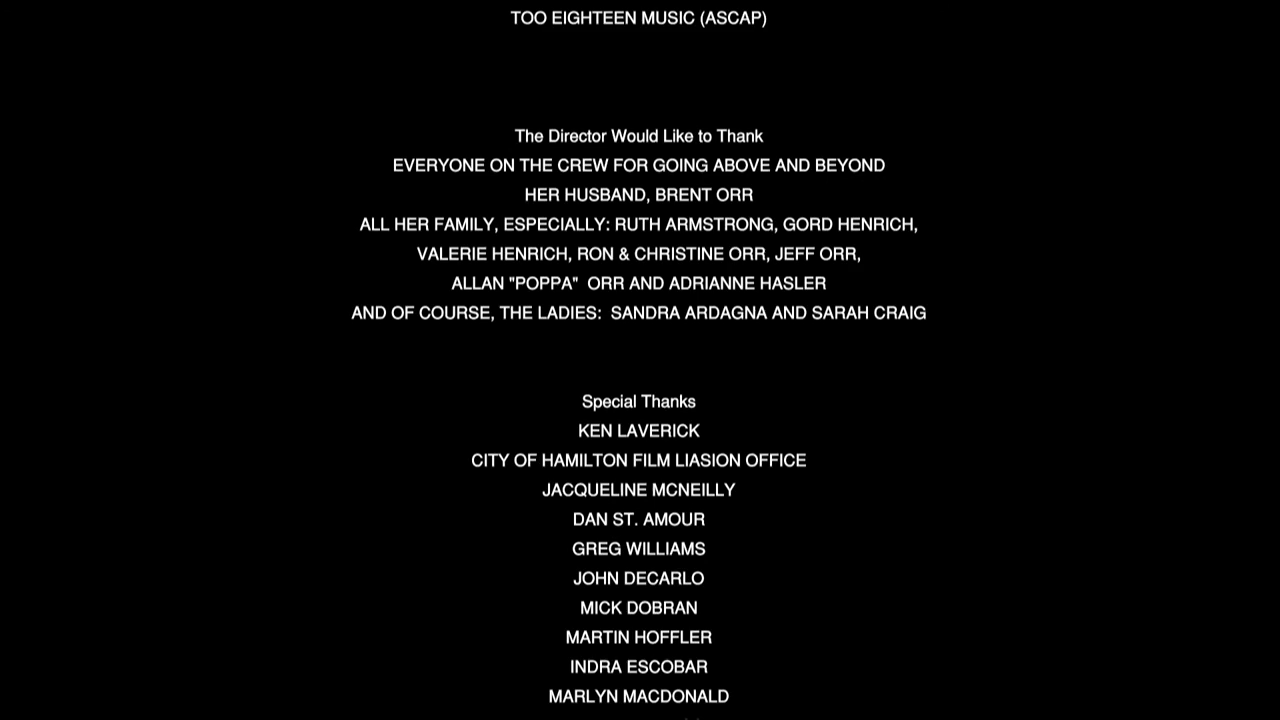 TOO EIGHTEEN MUSIC (ASCAP)
The Director Would Like to Thank
EVERYONE ON THE CREW FOR GOING ABOVE AND BEYOND
HER HUSBAND, BRENT ORR
ALL HER FAMILY, ESPECIALLY: RUTH ARMSTRONG, GORD HENRICH,
VALERIE HENRICH, RON & CHRISTINE ORR, JEFF ORR,
ALLAN "POPPA"  ORR AND ADRIANNE HASLER
AND OF COURSE, THE LADIES:  SANDRA ARDAGNA AND SARAH CRAIG
Special Thanks
KEN LAVERICK
CITY OF HAMILTON FILM LIASION OFFICE
JACQUELINE MCNEILLY
DAN ST. AMOUR
GREG WILLIAMS
JOHN DECARLO
MICK DOBRAN
MARTIN HOFFLER
INDRA ESCOBAR
MARLYN MACDONALD